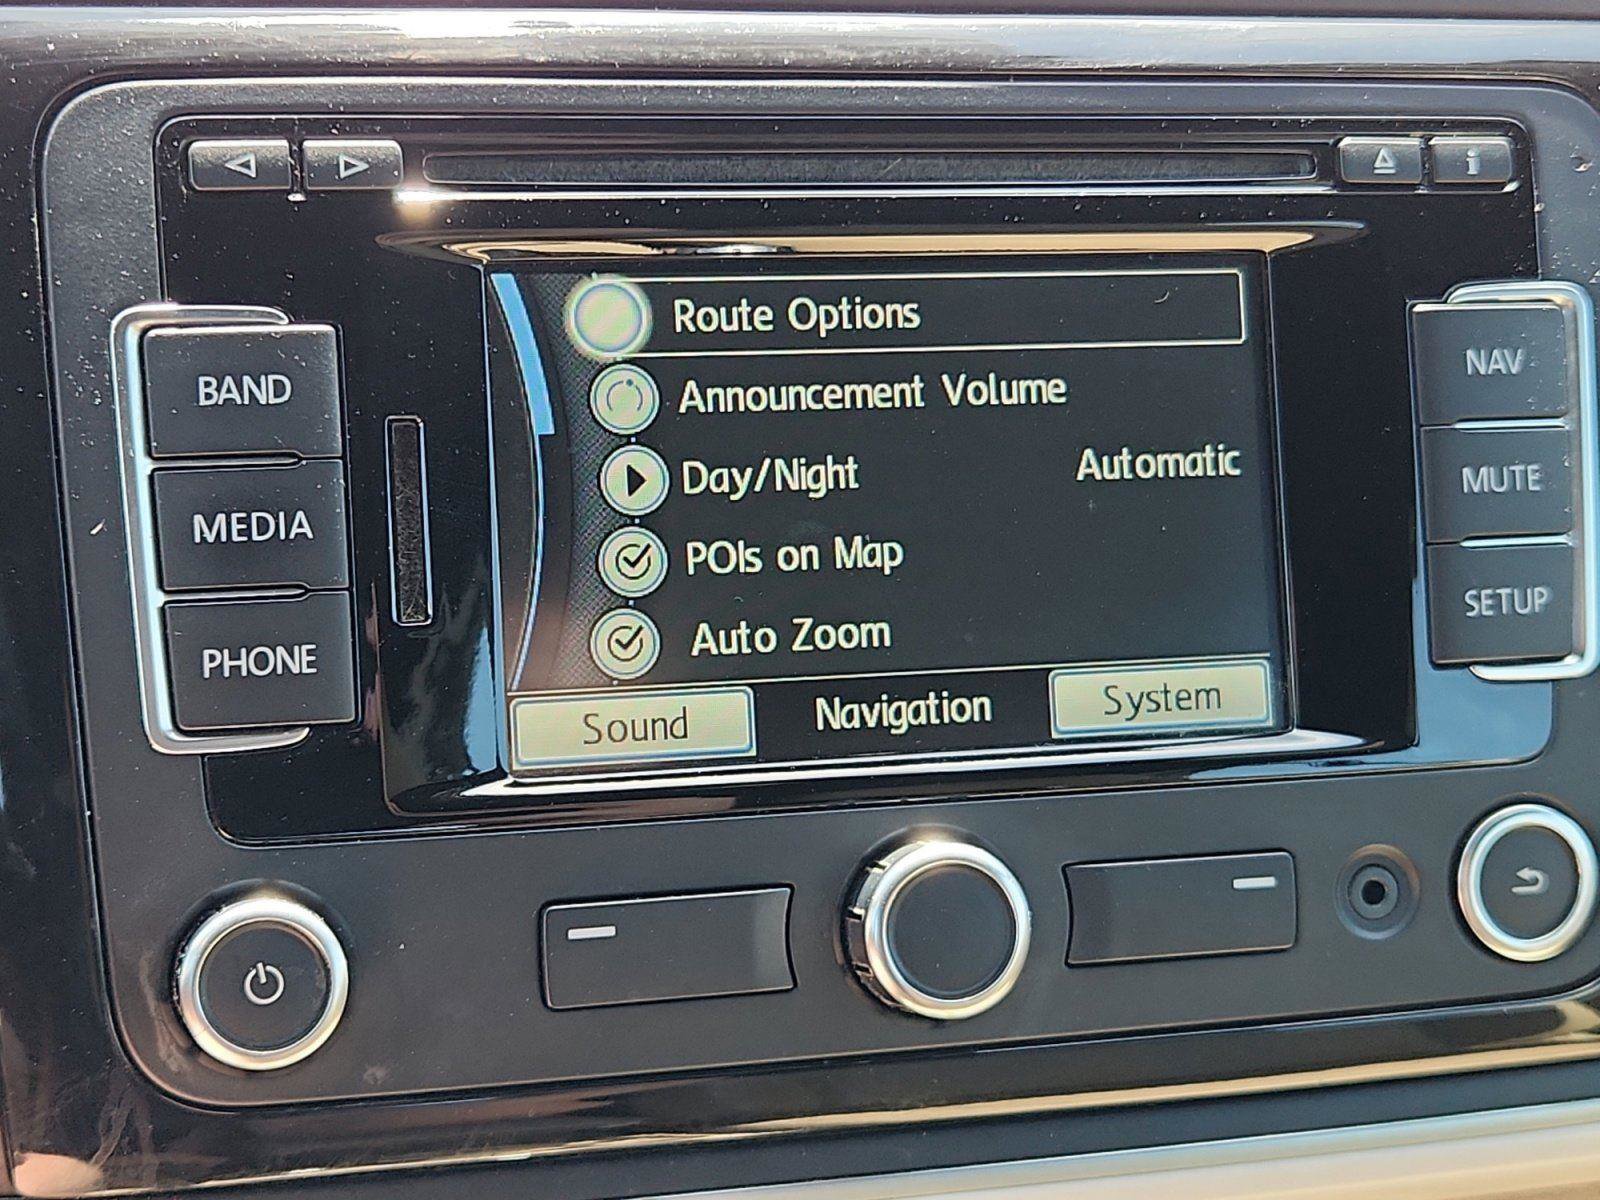 i
BAND
MEDIA
PHONE
Route Options
Announcement Volume
Day/Night Automatic
POIs on Map
Auto Zoom
Sound Navigation System
NAV
MUTE
SETUP